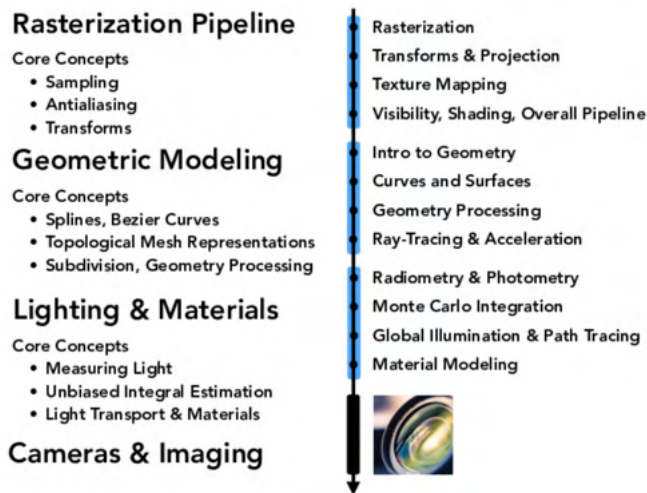 Rasterization Pipeline
Core Concepts
• Sampling
• Antialiasing
• Transforms
Geometric Modeling
Core Concepts
• Splines, Bezier Curves
• Topological Mesh Representations
• Subdivision, Geometry Processing
Lighting & Materials
Core Concepts
• Measuring Light
• Unbiased Integral Estimation
• Light Transport & Materials
Cameras & Imaging
Rasterization
Transforms & Projection
Texture Mapping
Visibility, Shading, Overall Pipeline
Intro to Geometry
Curves and Surfaces
Geometry Processing
Ray-Tracing & Acceleration
Radiometry & Photometry
Monte Carlo Integration
Global Illumination & Path Tracing
Material Modeling